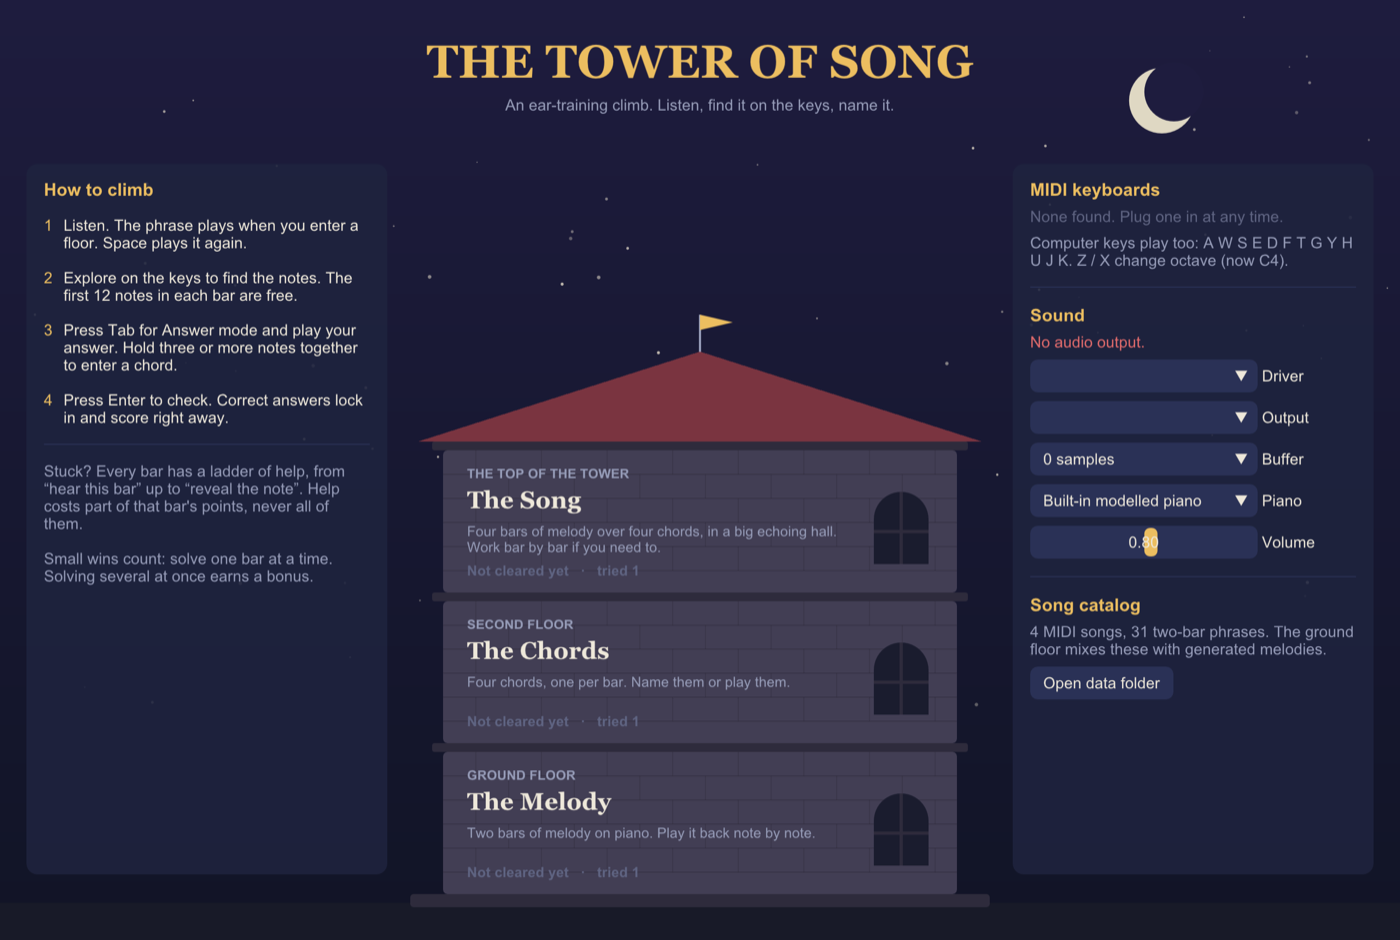 THE TOWER OF SONG
An ear-training climb. Listen, find it on the keys, name it.
How to climb
1 Listen. The phrase plays when you enter a
floor. Space plays it again.
2 Explore on the keys to find the notes. The
first 12 notes in each bar are free.
3 Press Tab for Answer mode and play your
answer. Hold three or more notes together
to enter a chord.
4 Press Enter to check. Correct answers lock
in and score right away.
Stuck? Every bar has a ladder of help, from
“hear this bar” up to “reveal the note”. Help
costs part of that bar's points, never all of
them.
Small wins count: solve one bar at a time.
Solving several at once earns a bonus.
THE TOP OF THE TOWER
The Song
Four bars of melody over four chords, in a big echoing hall.
Work bar by bar if you need to.
Not cleared yet · tried 1
SECOND FLOOR
The Chords
Four chords, one per bar. Name them or play them.
Not cleared yet · tried 1
GROUND FLOOR
The Melody
Two bars of melody on piano. Play it back note by note.
Not cleared yet · tried 1
MIDI keyboards
None found. Plug one in at any time.
Computer keys play too: A W S E D F T G Y H
U J K. Z / X change octave (now C4).
Sound
No audio output.
Driver
Output
0 samples Buffer
Built-in modelled piano Piano
0.80 Volume
Song catalog
4 MIDI songs, 31 two-bar phrases. The ground
floor mixes these with generated melodies.
Open data folder